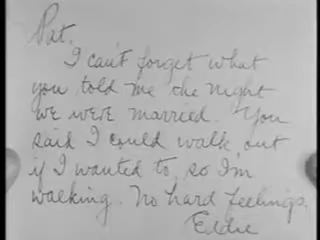 Pat.
I can't forget what
you told me the night
we were married. You
said I could walk out
if I wanted to, so I'm
walking. No hard feelings.
Eddie